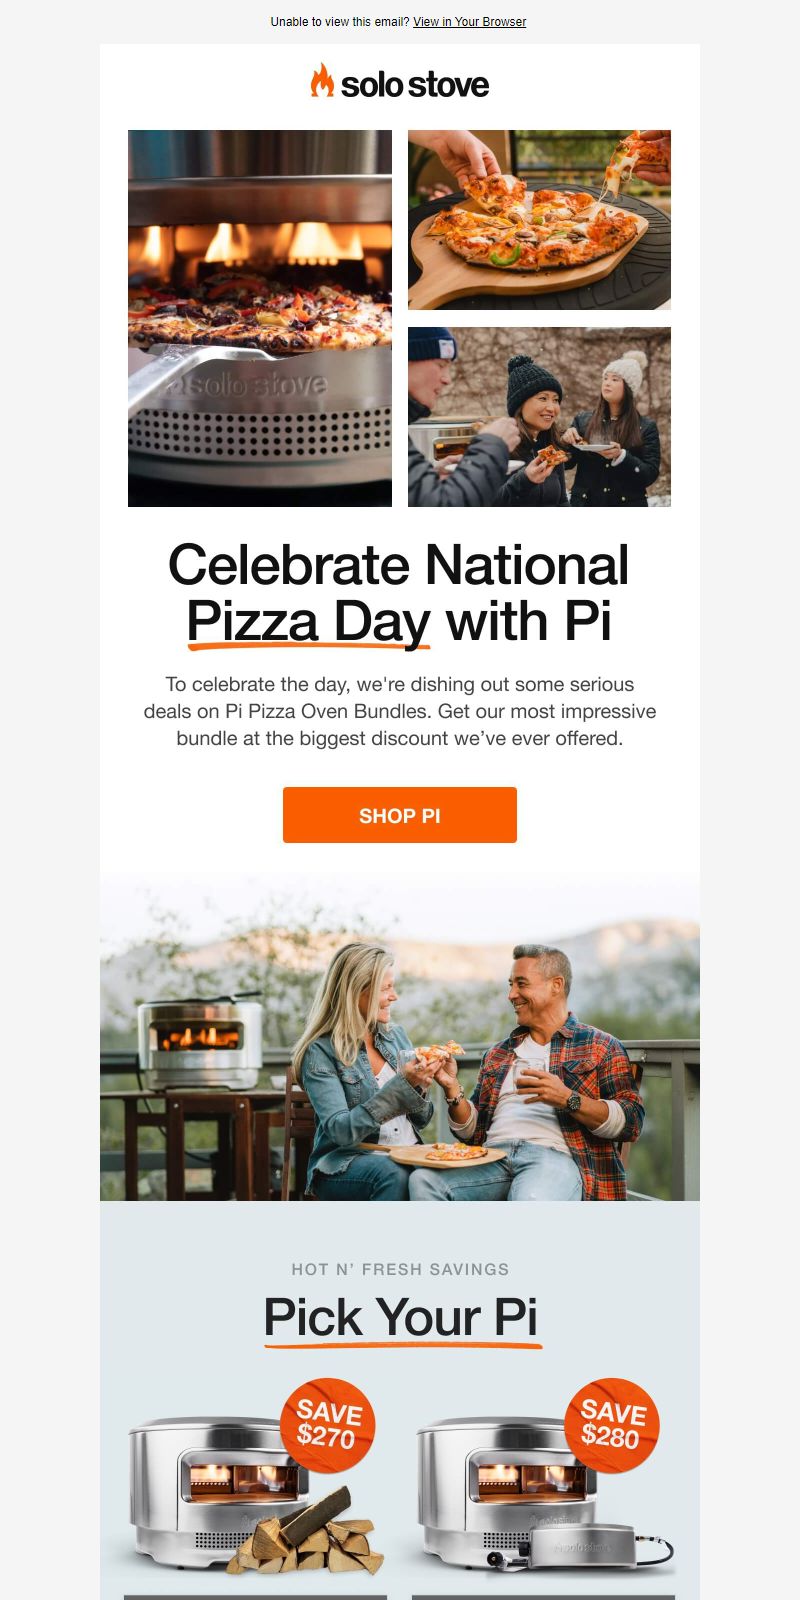 Unable to view this email? View in Your Browser
solo stove
solo stove
Celebrate National
Pizza Day with Pi
To celebrate the day, we're dishing out some serious
deals on Pi Pizza Oven Bundles. Get our most impressive
bundle at the biggest discount we’ve ever offered.
SHOP PI
HOT N’ FRESH SAVINGS
Pick Your Pi
SAVE
$270
SAVE
$280
solo stove